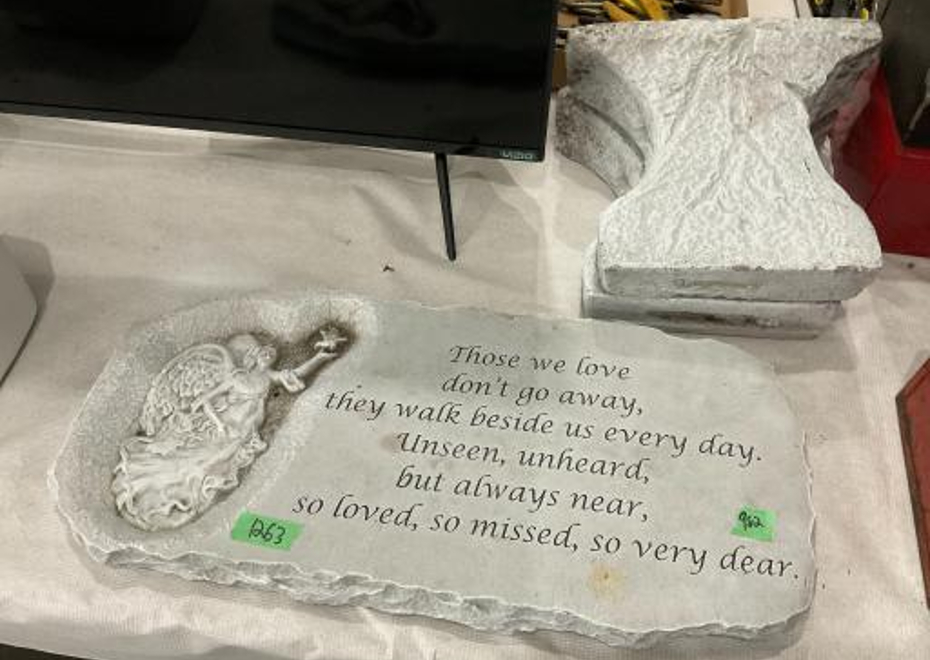 VIZIO
Those we love
don't go away,
they walk beside us every day.
Unseen, unheard,
but always near,
so loved, so missed, so very dear.
1263
962